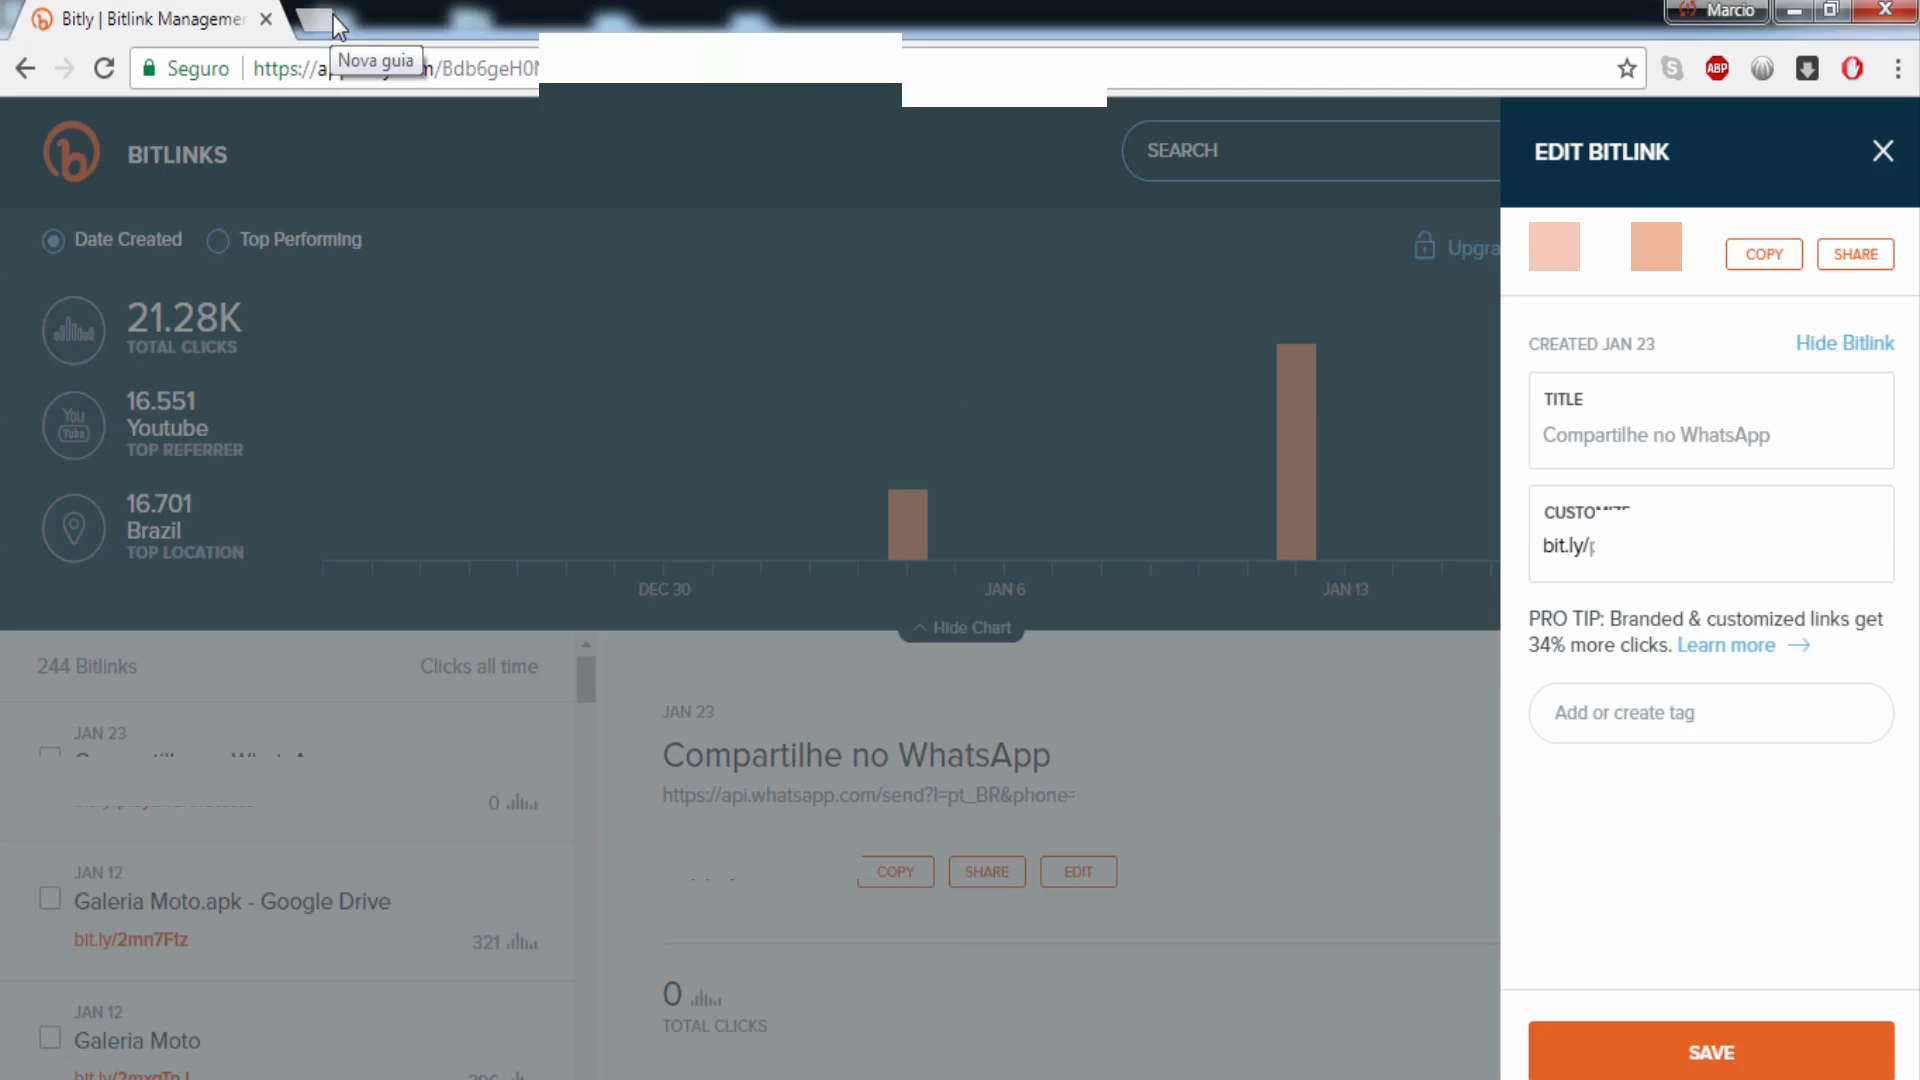 Bitly | Bitlink Managemer
Marcio
Nova guia
Seguro
https://
/Bdb6geH0
ABP
BITLINKS
SEARCH
EDIT BITLINK
Date Created
Top Performing
Upgra
COPY
SHARE
21.28K
TOTAL CLICKS
CREATED JAN 23
Hide Bitlink
You
Tube
16.551
Youtube
TOP REFERRER
TITLE
Compartilhe no WhatsApp
16.701
Brazil
TOP LOCATION
CUSTOMIZE
bit.ly/
DEC 30
JAN 6
JAN 13
Hide Chart
PRO TIP: Branded & customized links get
34% more clicks. Learn more
244 Bitlinks
Clicks all time
Add or create tag
JAN 23
0
JAN 23
Compartilhe no WhatsApp
https://api.whatsapp.com/send?l=pt_BR&phone=
COPY
SHARE
EDIT
JAN 12
Galeria Moto.apk - Google Drive
bit.ly/2mn7Ftz
321
0
TOTAL CLICKS
JAN 12
Galeria Moto
SAVE